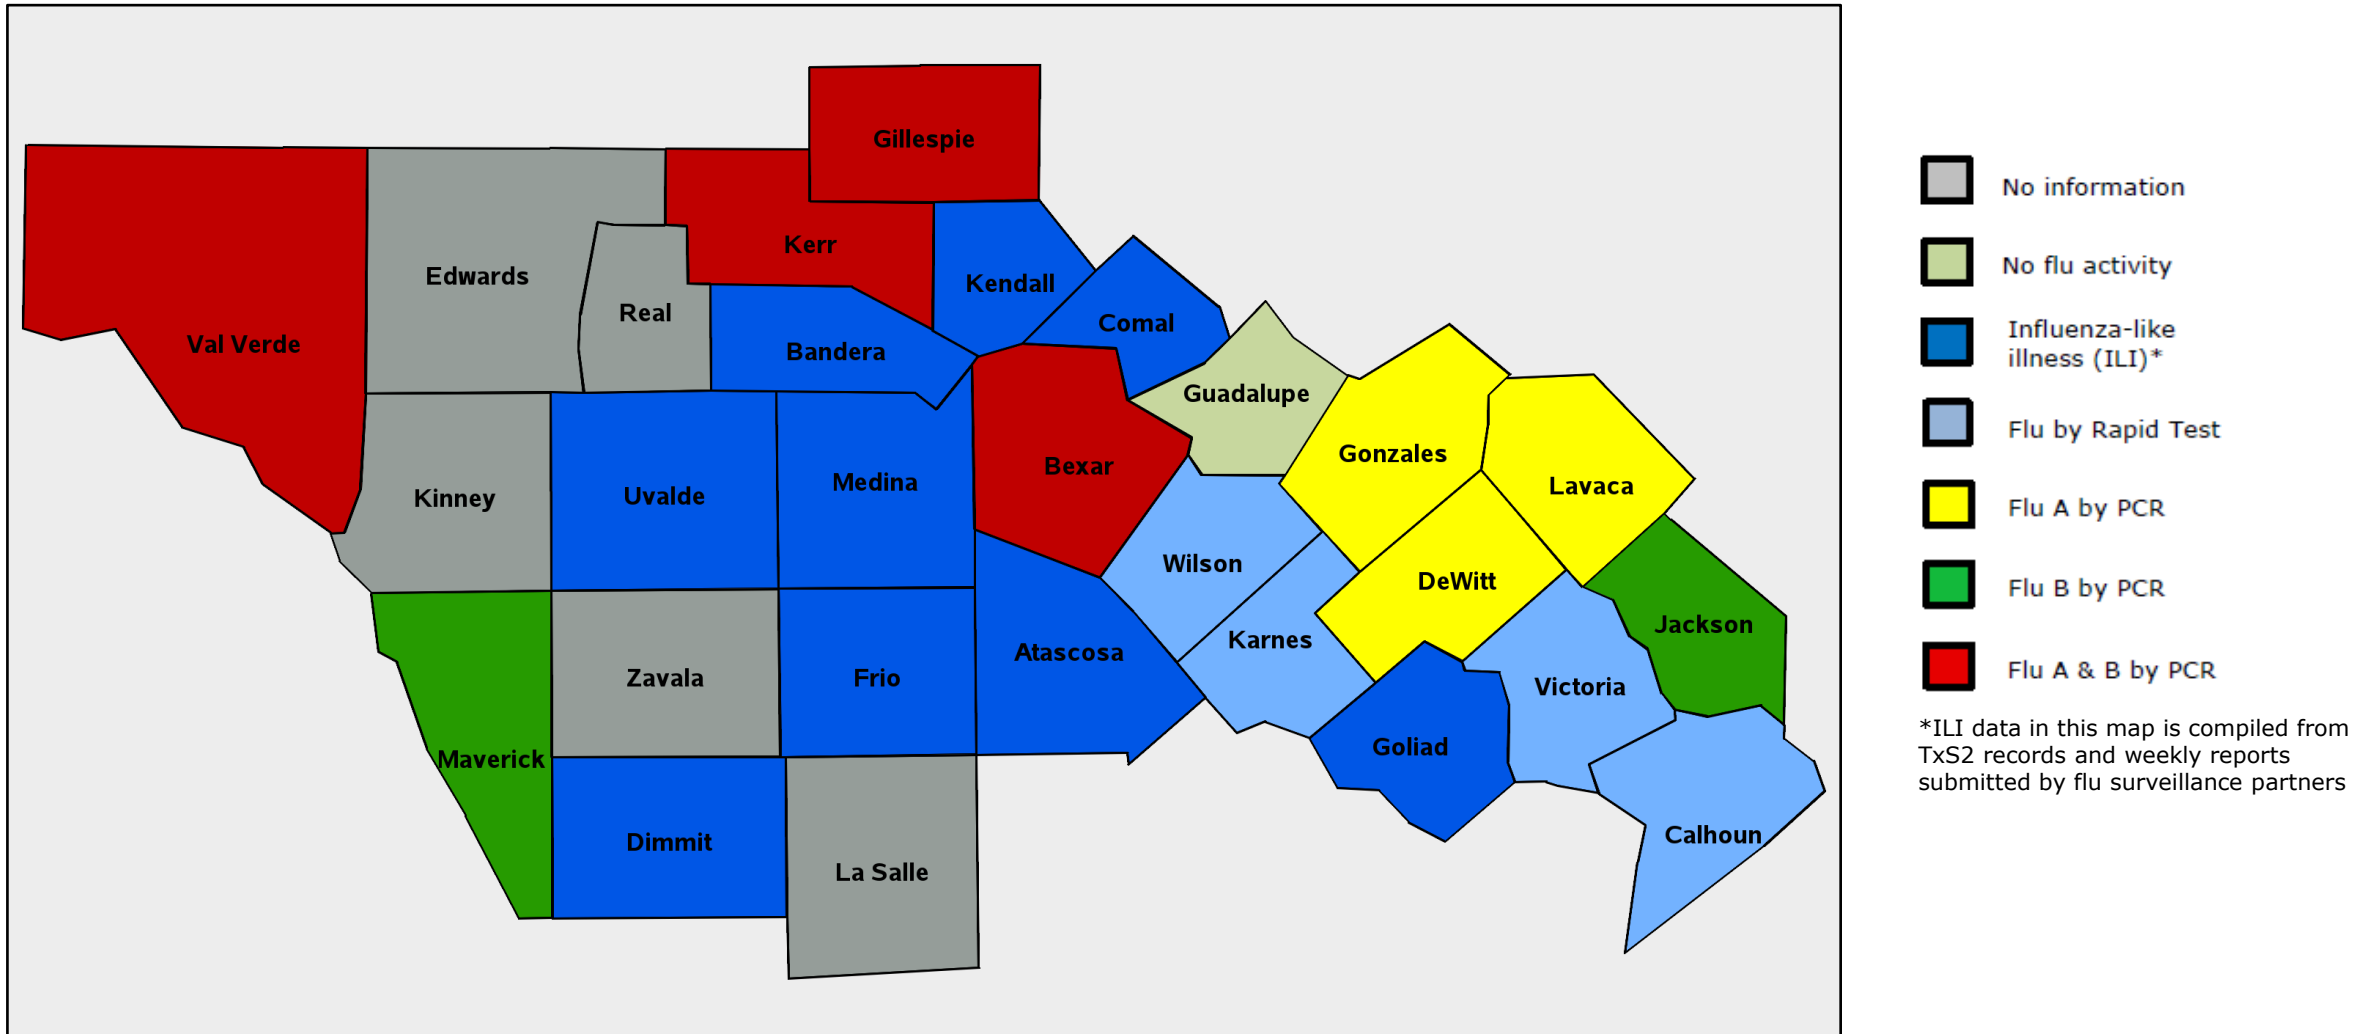 Gillespie
Kerr
Edwards
Kendall
Real
Comal
Val Verde
Bandera
Guadalupe
Gonzales
Bexar
Medina
Lavaca
Uvalde
Kinney
Wilson
DeWitt
Jackson
Karnes
Atascosa
Zavala
Frio
Victoria
Goliad
Maverick
Calhoun
Dimmit
La Salle
No information
No flu activity
Influenza-like
illness (ILI)*
Flu by Rapid Test
Flu A by PCR
Flu B by PCR
Flu A & B by PCR
*ILI data in this map is compiled from
TxS2 records and weekly reports
submitted by flu surveillance partners